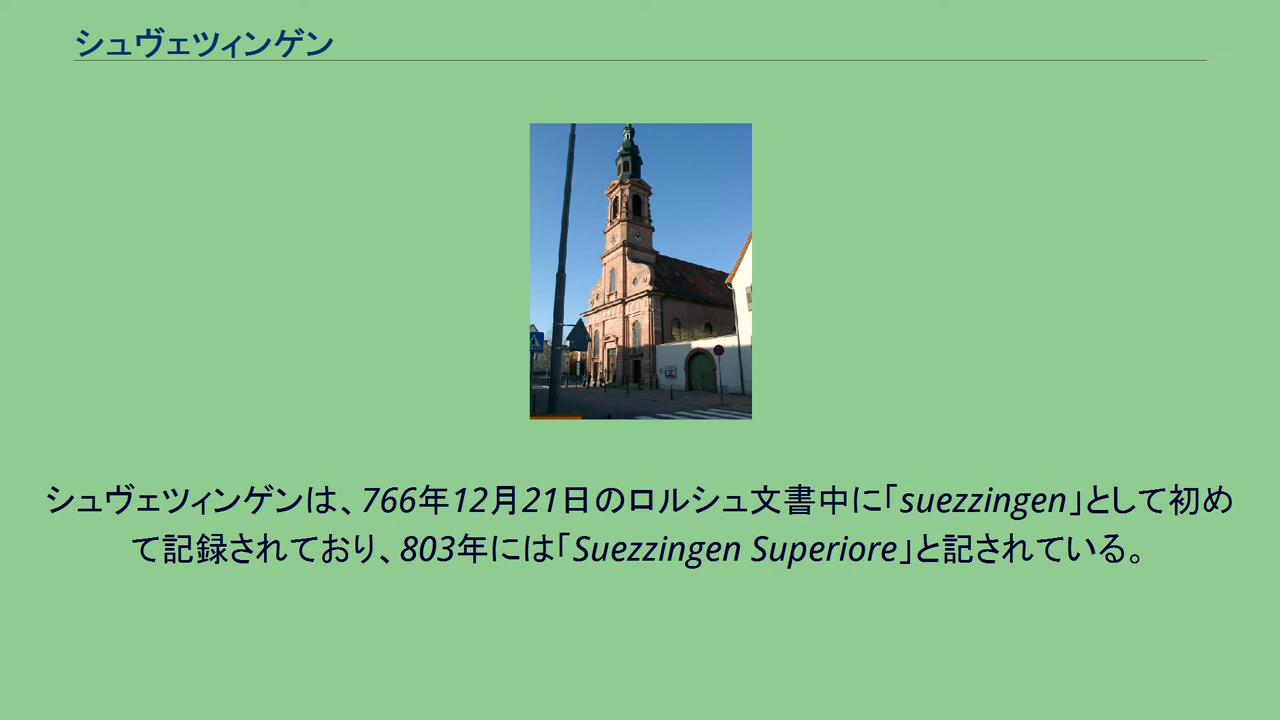 シュヴェツィンゲン
シュヴェツィンゲンは、766年12月21日のロルシュ文書中に「suezzingen」として初め
て記録されており、803年には「Suezzingen Superiore」と記されている。